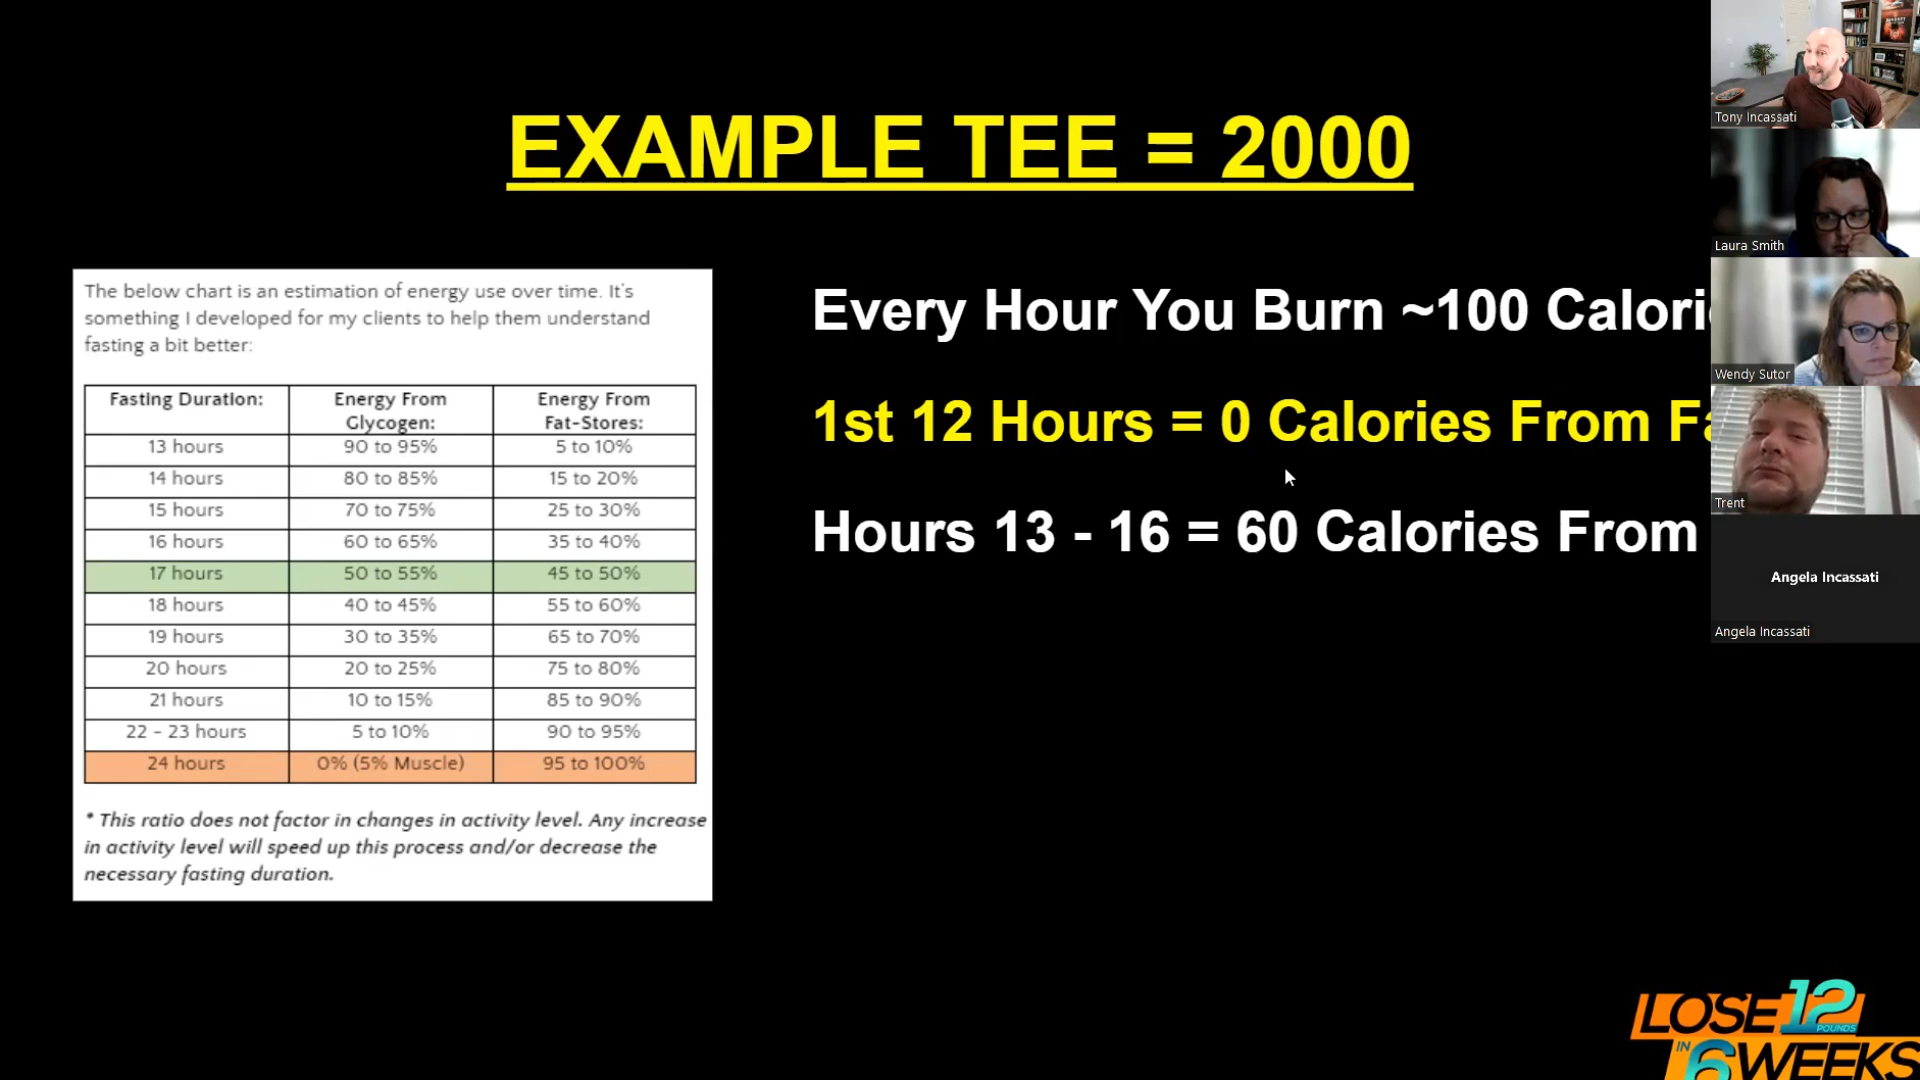 EXAMPLE TEE = 2000
The below chart is an estimation of energy use over time. It's
something I developed for my clients to help them understand
fasting a bit better:
Fasting Duration: Energy From Glycogen: Energy From Fat-Stores:
13 hours 90 to 95% 5 to 10%
14 hours 80 to 85% 15 to 20%
15 hours 70 to 75% 25 to 30%
16 hours 60 to 65% 35 to 40%
17 hours 50 to 55% 45 to 50%
18 hours 40 to 45% 55 to 60%
19 hours 30 to 35% 65 to 70%
20 hours 20 to 25% 75 to 80%
21 hours 10 to 15% 85 to 90%
22 - 23 hours 5 to 10% 90 to 95%
24 hours 0% (5% Muscle) 95 to 100%
* This ratio does not factor in changes in activity level. Any increase
in activity level will speed up this process and/or decrease the
necessary fasting duration.
Every Hour You Burn ~100 Calori
1st 12 Hours = 0 Calories From Fa
Hours 13 - 16 = 60 Calories From
Tony Incassati
Laura Smith
Wendy Sutor
Trent
Angela Incassati
Angela Incassati
LOSE 12
POUNDS
IN 6 WEEKS